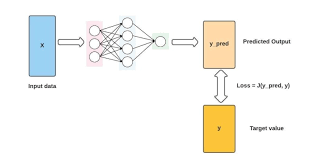 x
Input data
y_pred
Predicted Output
Loss = J(y_pred, y)
y
Target value